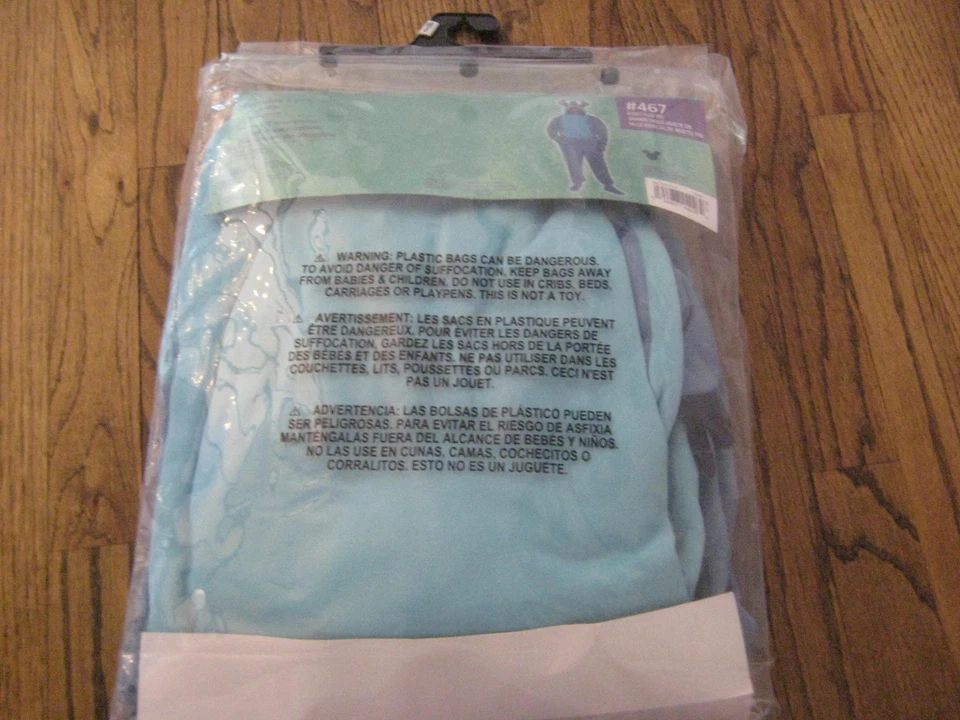 #467
WARNING: PLASTIC BAGS CAN BE DANGEROUS.
TO AVOID DANGER OF SUFFOCATION, KEEP BAGS AWAY
FROM BABIES & CHILDREN. DO NOT USE IN CRIBS, BEDS,
CARRIAGES OR PLAYPENS. THIS IS NOT A TOY.
AVERTISSEMENT: LES SACS EN PLASTIQUE PEUVENT
ÊTRE DANGEREUX. POUR ÉVITER LES DANGERS DE
SUFFOCATION, GARDEZ LES SACS HORS DE LA PORTÉE
DES BÉBÉS ET DES ENFANTS. NE PAS UTILISER DANS LES
COUCHETTES, LITS, POUSSETTES OU PARCS. CECI N'EST
PAS UN JOUET.
ADVERTENCIA: LAS BOLSAS DE PLÁSTICO PUEDEN
SER PELIGROSAS. PARA EVITAR EL RIESGO DE ASFIXIA
MANTÉNGALAS FUERA DEL ALCANCE DE BEBÉS Y NIÑOS.
NO LAS USE EN CUNAS, CAMAS, COCHECITOS O
CORRALITOS. ESTO NO ES UN JUGUETE.